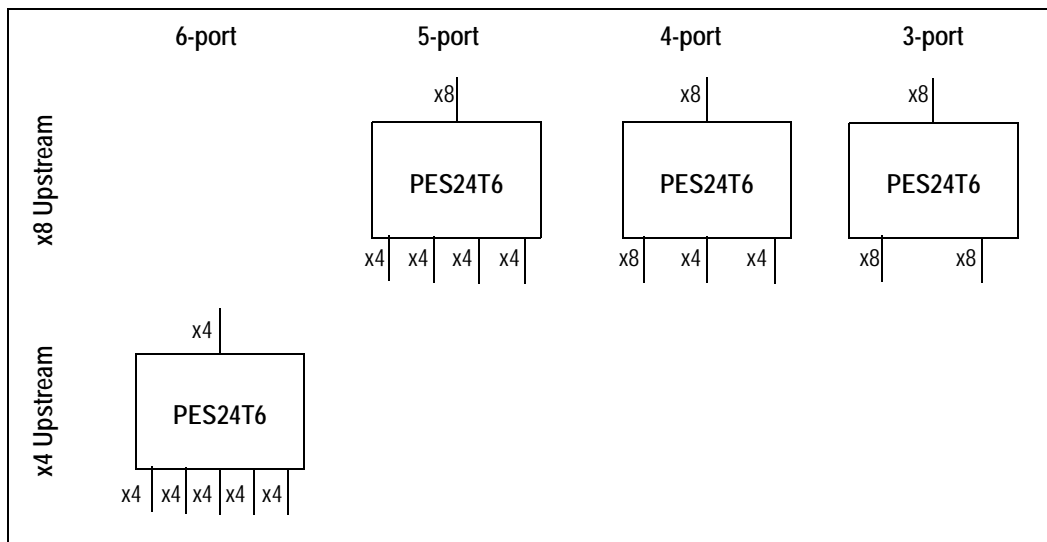 6-port 5-port 4-port 3-port
x8 Upstream
x8 x8 x8
PES24T6 PES24T6 PES24T6
x4 x4 x4 x4 x8 x4 x4 x8 x8
x4 Upstream
x4
PES24T6
x4 x4 x4 x4 x4